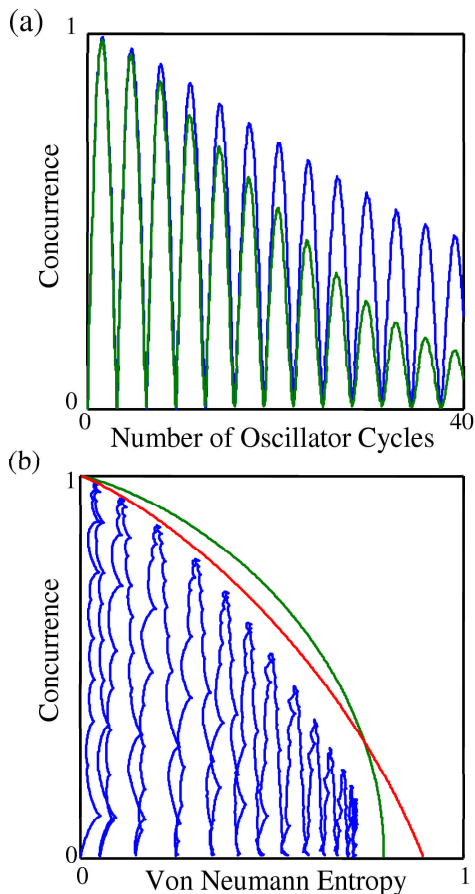 (a)
1
Concurrence
0
0
40
Number of Oscillator Cycles
(b)
1
Concurrence
0
0
Von Neumann Entropy
1